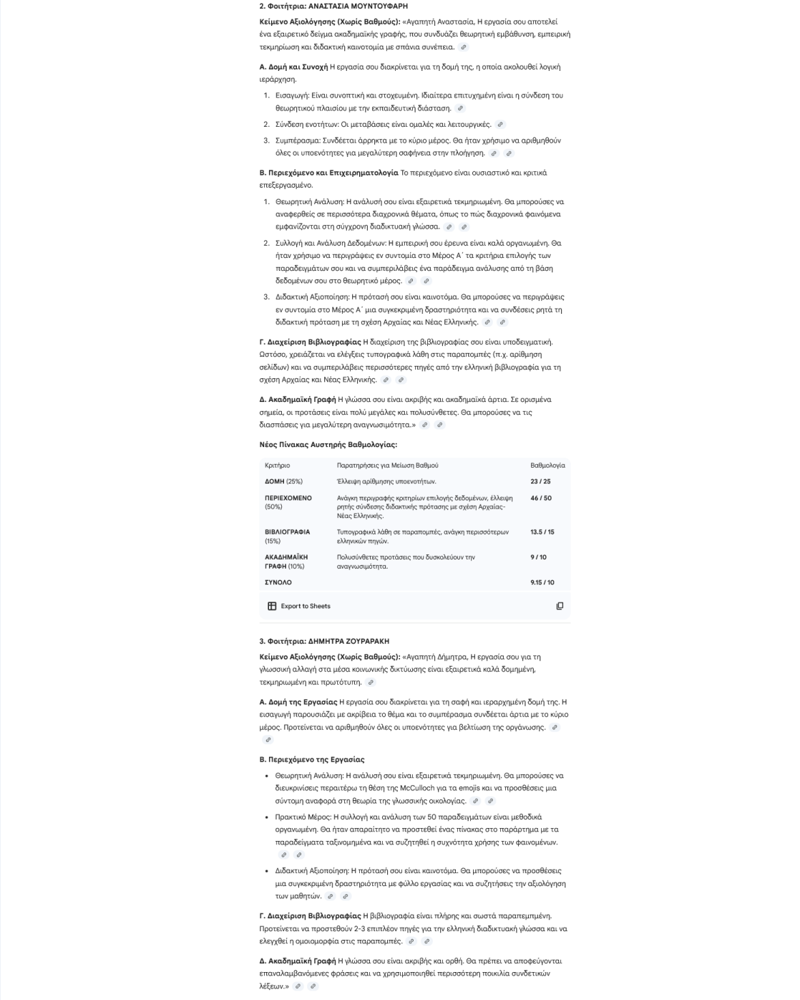 2. Φοιτήτρια: ΑΝΑΣΤΑΣΙΑ ΜΟΥΝΤΟΥΦΑΡΗ
Κείμενο Αξιολόγησης (Χωρίς Βαθμούς): «Αγαπητή Αναστασία, Η εργασία σου αποτελεί
ένα εξαιρετικό δείγμα ακαδημαϊκής γραφής, που συνδυάζει θεωρητική εμβάθυνση, εμπειρική
τεκμηρίωση και διδακτική καινοτομία με σπάνια συνέπεια.
Α. Δομή και Συνοχή Η εργασία σου διακρίνεται για τη δομή της, η οποία ακολουθεί λογική
ιεράρχηση.
1. Εισαγωγή: Είναι συνοπτική και στοχευμένη. Ιδιαίτερα επιτυχημένη είναι η σύνδεση του
θεωρητικού πλαισίου με την εκπαιδευτική διάσταση.
2. Σύνδεση ενοτήτων: Οι μεταβάσεις είναι ομαλές και λειτουργικές.
3. Συμπέρασμα: Συνδέεται άρρηκτα με το κύριο μέρος. Θα ήταν χρήσιμο να αριθμηθούν
όλες οι υποενότητες για μεγαλύτερη σαφήνεια στην πλοήγηση.
Β. Περιεχόμενο και Επιχειρηματολογία Το περιεχόμενο είναι ουσιαστικό και κριτικά
επεξεργασμένο.
1. Θεωρητική Ανάλυση: Η ανάλυσή σου είναι εξαιρετικά τεκμηριωμένη. Θα μπορούσες να
αναφερθείς σε περισσότερα διαχρονικά θέματα, όπως το πώς διαχρονικά φαινόμενα
εμφανίζονται στη σύγχρονη διαδικτυακή γλώσσα.
2. Συλλογή και Ανάλυση Δεδομένων: Η εμπειρική σου έρευνα είναι καλά οργανωμένη. Θα
ήταν χρήσιμο να περιγράψεις εν συντομία στο Μέρος Α΄ τα κριτήρια επιλογής των
παραδειγμάτων σου και να συμπεριλάβεις ένα παράδειγμα ανάλυσης από τη βάση
δεδομένων σου στο θεωρητικό μέρος.
3. Διδακτική Αξιοποίηση: Η πρότασή σου είναι καινοτόμα. Θα μπορούσες να περιγράψεις
εν συντομία στο Μέρος Α΄ μια συγκεκριμένη δραστηριότητα και να συνδέσεις ρητά τη
διδακτική πρόταση με τη σχέση Αρχαίας και Νέας Ελληνικής.
Γ. Διαχείριση Βιβλιογραφίας Η διαχείριση της βιβλιογραφίας σου είναι υποδειγματική.
Ωστόσο, χρειάζεται να ελέγξεις τυπογραφικά λάθη στις παραπομπές (π.χ. αρίθμηση
σελίδων) και να συμπεριλάβεις περισσότερες πηγές από την ελληνική βιβλιογραφία για τη
σχέση Αρχαίας και Νέας Ελληνικής.
Δ. Ακαδημαϊκή Γραφή Η γλώσσα σου είναι ακριβής και ακαδημαϊκά άρτια. Σε ορισμένα
σημεία, οι προτάσεις είναι πολύ μεγάλες και πολυσύνθετες. Θα μπορούσες να τις
διασπάσεις για μεγαλύτερη αναγνωσιμότητα.»
Νέος Πίνακας Αυστηρής Βαθμολογίας:
Κριτήριο Παρατηρήσεις για Μείωση Βαθμού Βαθμολογία
ΔΟΜΗ (25%) Έλλειψη αρίθμησης υποενοτήτων. 23 / 25
ΠΕΡΙΕΧΟΜΕΝΟ Ανάγκη περιγραφής κριτηρίων επιλογής δεδομένων, έλλειψη 46 / 50
(50%) ρητής σύνδεσης διδακτικής πρότασης με σχέση Αρχαίας-
Νέας Ελληνικής.
ΒΙΒΛΙΟΓΡΑΦΙΑ Τυπογραφικά λάθη σε παραπομπές, ανάγκη περισσότερων 13.5 / 15
(15%) ελληνικών πηγών.
ΑΚΑΔΗΜΑΪΚΗ Πολυσύνθετες προτάσεις που δυσκολεύουν την 9 / 10
ΓΡΑΦΗ (10%) αναγνωσιμότητα.
ΣΥΝΟΛΟ 9.15 / 10
Export to Sheets
3. Φοιτήτρια: ΔΗΜΗΤΡΑ ΖΟΥΡΑΡΑΚΗ
Κείμενο Αξιολόγησης (Χωρίς Βαθμούς): «Αγαπητή Δήμητρα, Η εργασία σου για τη
γλωσσική αλλαγή στα μέσα κοινωνικής δικτύωσης είναι εξαιρετικά καλά δομημένη,
τεκμηριωμένη και πρωτότυπη.
Α. Δομή της Εργασίας Η εργασία σου διακρίνεται για τη σαφή και ιεραρχημένη δομή της. Η
εισαγωγή παρουσιάζει με ακρίβεια το θέμα και το συμπέρασμα συνδέεται άρτια με το κύριο
μέρος. Προτείνεται να αριθμηθούν όλες οι υποενότητες για βελτίωση της οργάνωσης.
Β. Περιεχόμενο της Εργασίας
• Θεωρητική Ανάλυση: Η ανάλυσή σου είναι εξαιρετικά τεκμηριωμένη. Θα μπορούσες να
διευκρινίσεις περαιτέρω τη θέση της McCulloch για τα emojis και να προσθέσεις μια
σύντομη αναφορά στη θεωρία της γλωσσικής οικολογίας.
• Πρακτικό Μέρος: Η συλλογή και ανάλυση των 50 παραδειγμάτων είναι μεθοδικά
οργανωμένη. Θα ήταν απαραίτητο να προστεθεί ένας πίνακας στο παράρτημα με τα
παραδείγματα ταξινομημένα και να συζητηθεί η συχνότητα χρήσης των φαινομένων.
• Διδακτική Αξιοποίηση: Η πρότασή σου είναι καινοτόμα. Θα μπορούσες να προσθέσεις
μια συγκεκριμένη δραστηριότητα με φύλλο εργασίας και να συζητήσεις την αξιολόγηση
των μαθητών.
Γ. Διαχείριση Βιβλιογραφίας Η βιβλιογραφία είναι πλήρης και σωστά παραπεμπμένη.
Προτείνεται να προστεθούν 2-3 επιπλέον πηγές για την ελληνική διαδικτυακή γλώσσα και να
ελεγχθεί η ομοιομορφία στις παραπομπές.
Δ. Ακαδημαϊκή Γραφή Η γλώσσα σου είναι ακριβής και ορθή. Θα πρέπει να αποφεύγονται
επαναλαμβανόμενες φράσεις και να χρησιμοποιηθεί περισσότερη ποικιλία συνδετικών
λέξεων.»